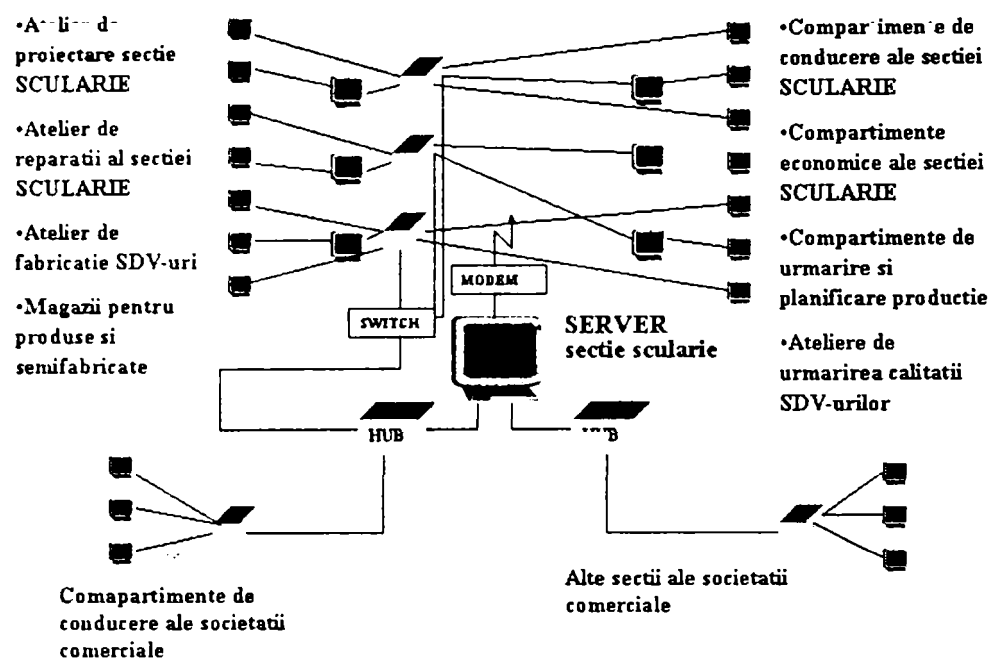 proiectare sectie
SCULARIE
•Atelier de
reparatii al sectiei
SCULARIE
•Atelier de
fabricatie SDV-uri
•Magazii pentru
produse si
semifabricate
conducere ale sectiei
SCULARIE
•Compartimente
economice ale sectiei
SCULARIE
•Compartimente de
urmarire si
planificare productie
•Ateliere de
urmarirea calitatii
SDV-urilor
MODEM
SWITCH
SERVER
sectie scularie
HUB
Comapartimente de
conducere ale societatii
comerciale
Alte sectii ale societatii
comerciale